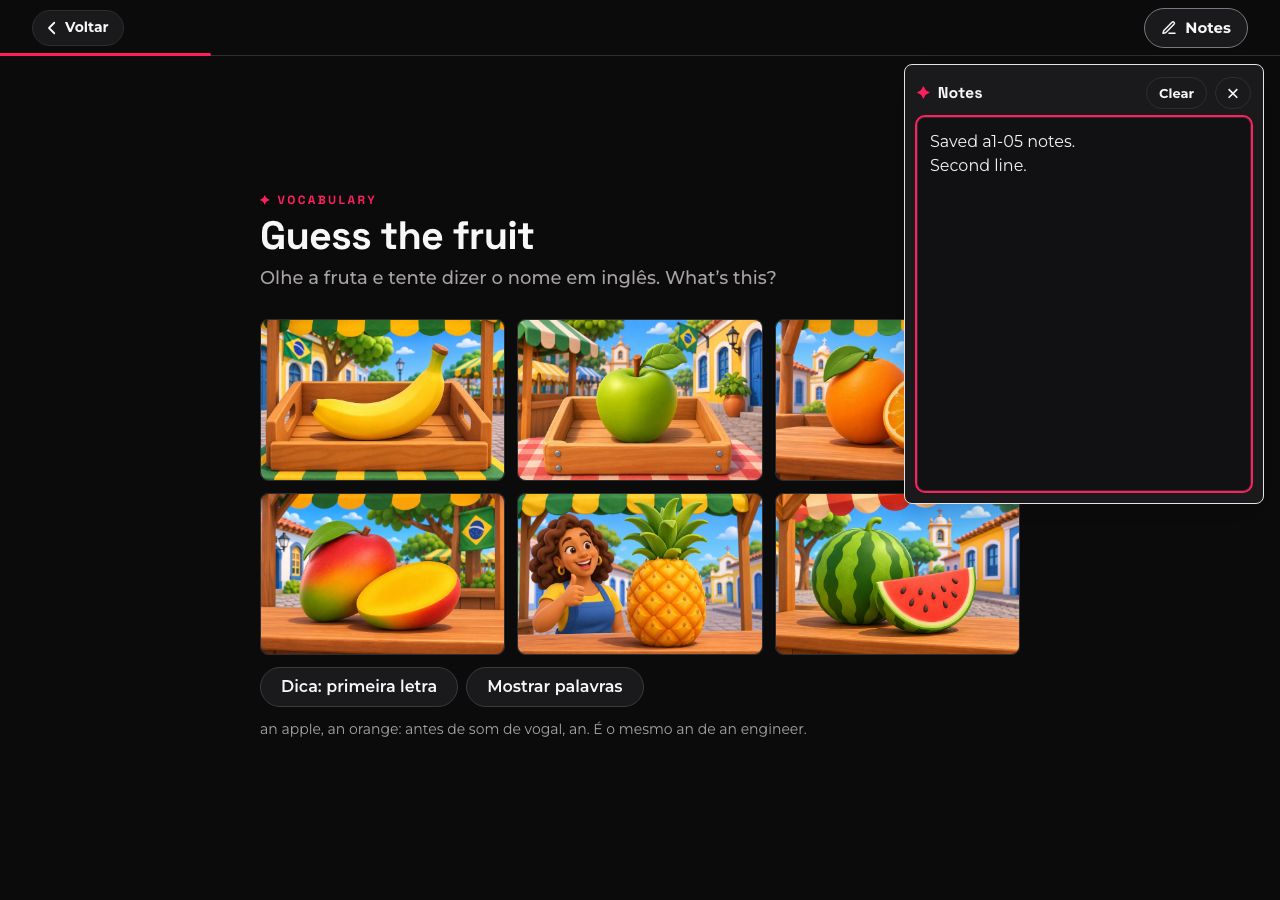 Voltar
Notes
Notes
Clear
Saved a1-05 notes.
Second line.
VOCABULARY
Guess the fruit
Olhe a fruta e tente dizer o nome em inglês. What’s this?
Dica: primeira letra
Mostrar palavras
an apple, an orange: antes de som de vogal, an. É o mesmo an de an engineer.